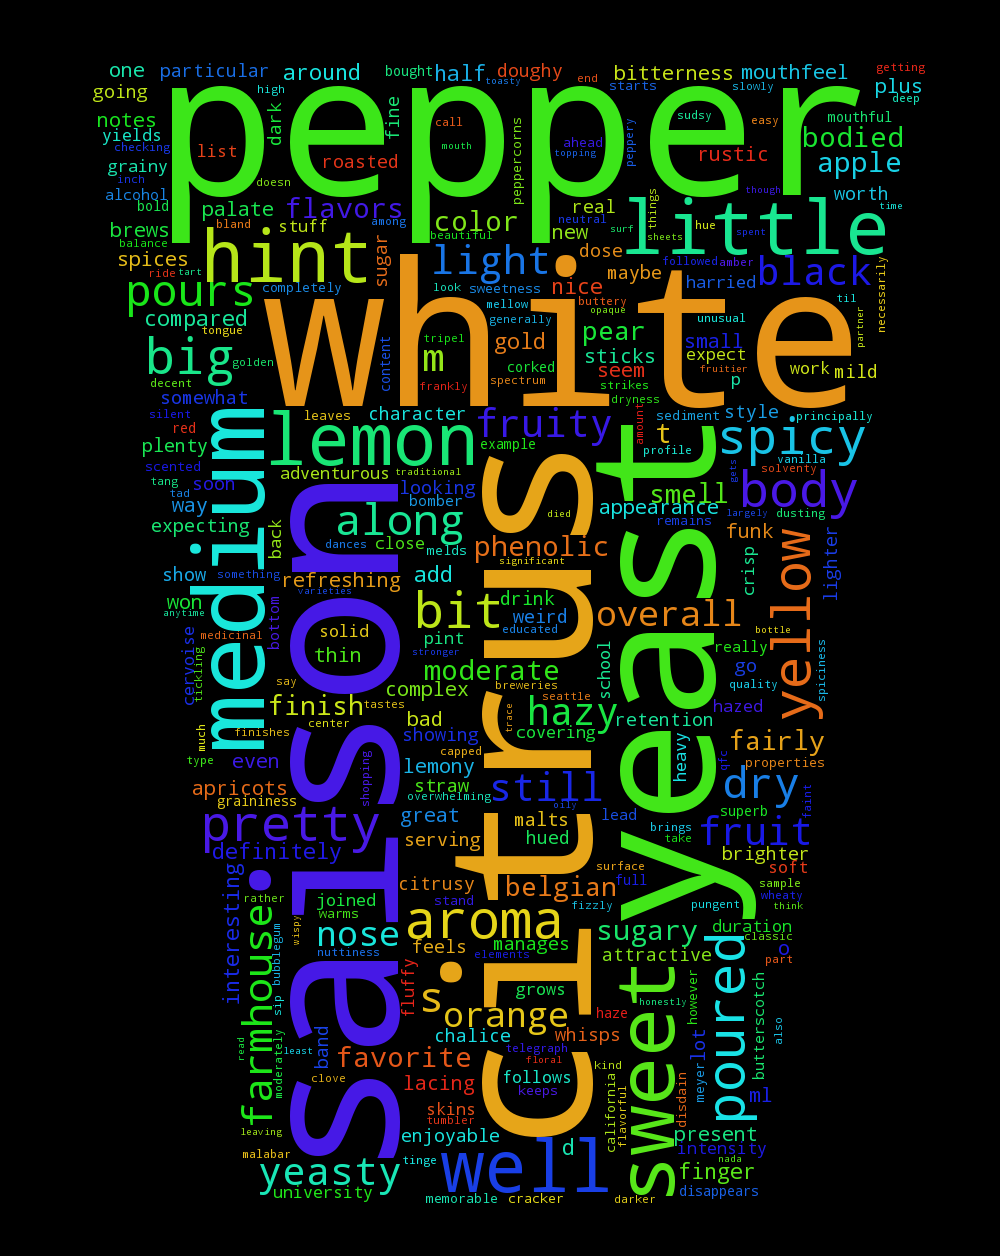 one particular around bought half doughy end bitterness mouthfeel getting
going high toasty starts slowly plus deep
pepper
notes dark fine call sudsy easy mouthful
yields checking list roasted mouth peppercorns ahead topping peppery rustic bodied
grainy inch doesn apple
alcohol bold palate flavors among color real things though worth time
brews bland stuff beautiful new neutral surf sheets hue spent little
balance spices hint sugar light dose maybe followed amber black necessarily
ride tart completely look sweetness nice buttery harried
pours white mellow opaque til
compared tongue generally pear unusual partner
big golden content tripel m gold corked sticks small
decent frankly spectrum seem strikes expect fruitier work mild
somewhat dryness p
silent leaves character fruity amount sediment style principally
red lemon t spicy
plenty medium example profile vanilla
scented adventurous traditional smell gets solventy
tang soon looking body
tad way bomber appearance largely dusting
expecting along died remains
back dances close melds phenolic funk yellow lighter
show something refreshing add significant crisp
won varieties drink
anytime bit weird overall
medicinal bottom solid pint educated bottle
cervoise tickling thin stronger school really spiciness
saison moderate citrust yeast go
say complex breweries seattle quality
finish tastes trace hazy hazed
much finishes center bad covering retention
type showing capped heavy fairly
even shopping lemony still qfc properties
apricots straw oily dry faint
graininess overwhelming superb
pretty great malts lead brings fruit
definitely serving hued take brighter
interesting citrusy surface soft
rather belgian full sample
farmhouse joined stand fizzly wheaty
warms aroma pungent think
wispy nose sugary duration
bubblegum nuttiness feels manages classic
sip elements attractive o
fluffy s sweet poured part
grows however honestly butterscotch
orange haze
read chalice whisps also
moderately least band telegraph lot
favorite floral kind meyer
clove lacing follows keeps california disdain ml
skins flavorful
leaving tumbler
enjoyable d present
malabar tinge well intensity nada
yeasty finger
university memorable cracker darker disappears